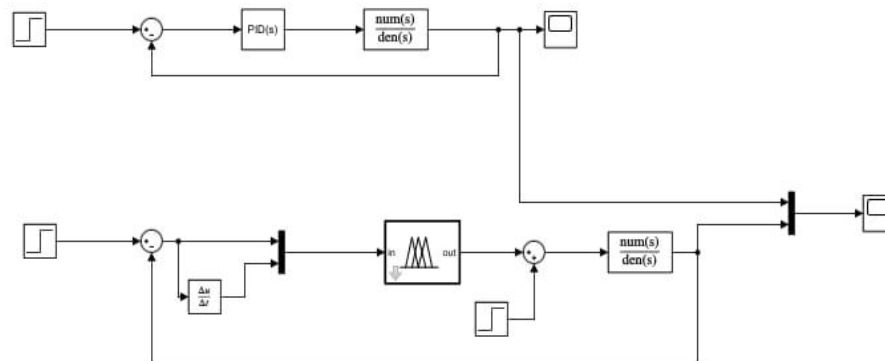 PID(s)
num(s)
den(s)
in
out
num(s)
den(s)
Δu
Δt